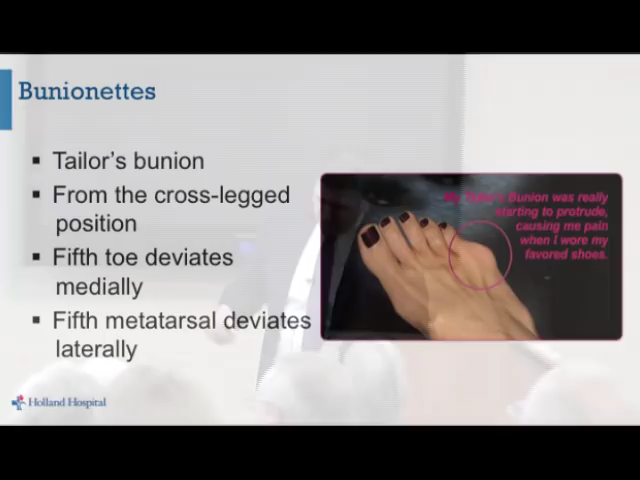 Bunionettes
▪ Tailor's bunion
▪ From the cross-legged
position
▪ Fifth toe deviates
medially
▪ Fifth metatarsal deviates
laterally
My Tailor's Bunion was really
starting to protrude,
causing me pain
when I wore my
favored shoes.
Holland Hospital